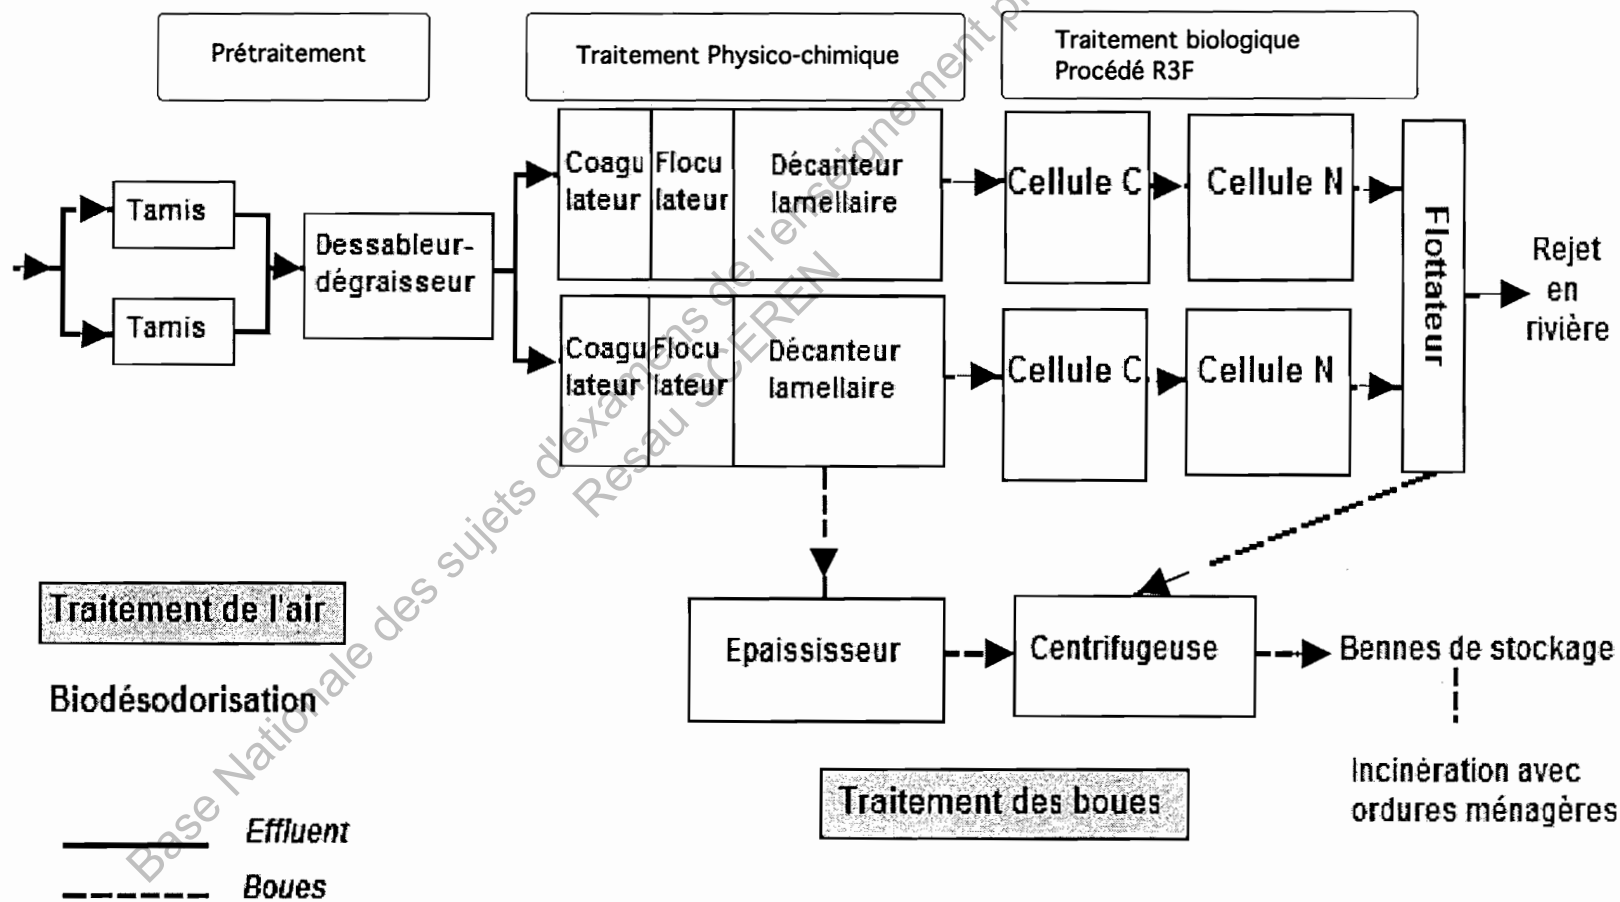 Prétraitement
Traitement Physico-chimique
Traitement biologique
Procédé R3F
Tamis
Tamis
Dessableur-
dégraisseur
Coagu
lateur
Flocu
lateur
Décanteur
lamellaire
Cellule C
Cellule N
Coagu
lateur
Flocu
lateur
Décanteur
lamellaire
Cellule C
Cellule N
Flottateur
Rejet
en
rivière
Traitement de l'air
Biodésodorisation
Epaississeur
Centrifugeuse
Bennes de stockage
Incinération avec
ordures ménagères
Traitement des boues
Effluent
Boues
Base Nationale des sujets d'examens de l'enseignement
Resau SCEREN